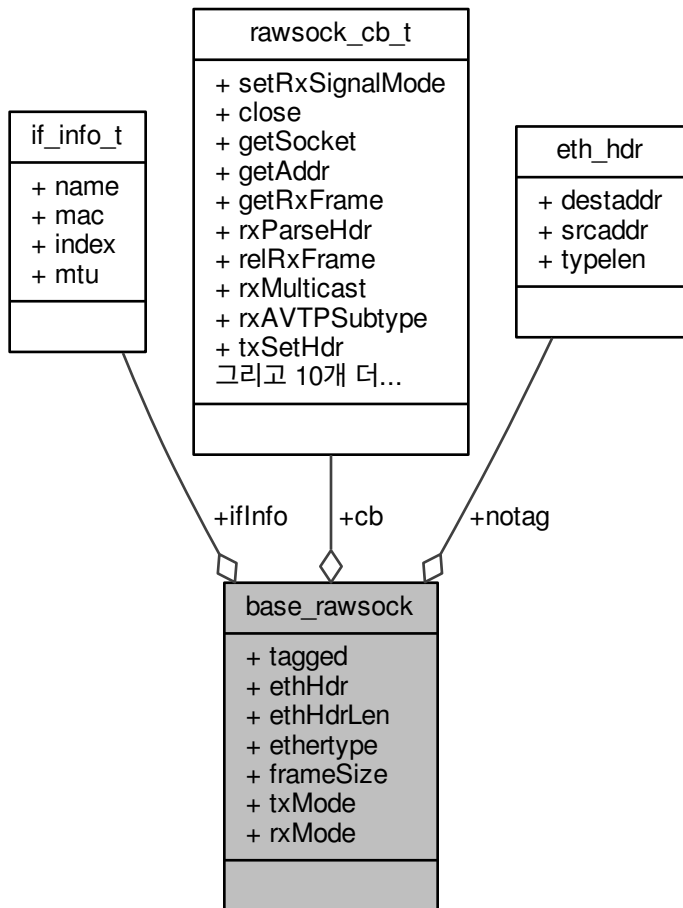 rawsock_cb_t
+ setRxSignalMode
+ close
+ getSocket
+ getAddr
+ getRxFrame
+ rxParseHdr
+ relRxFrame
+ rxMulticast
+ rxAVTPSubtype
+ txSetHdr
그리고 10개 더...
if_info_t
+ name
+ mac
+ index
+ mtu
eth_hdr
+ destaddr
+ srcaddr
+ typelen
+ifInfo
+cb
+notag
base_rawsock
+ tagged
+ ethHdr
+ ethHdrLen
+ ethertype
+ frameSize
+ txMode
+ rxMode